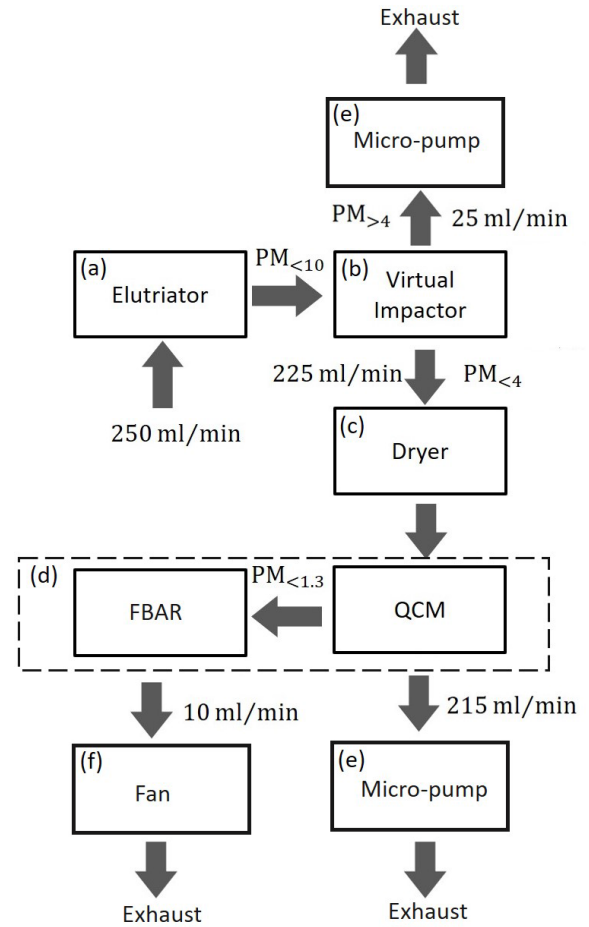 Exhaust
(e)
Micro-pump
PM>4
25 ml/min
(a)
Elutriator
PM<10
(b)
Virtual
Impactor
250 ml/min
225 ml/min
PM<4
(c)
Dryer
(d)
FBAR
PM<1.3
QCM
10 ml/min
215 ml/min
(f)
Fan
(e)
Micro-pump
Exhaust
Exhaust